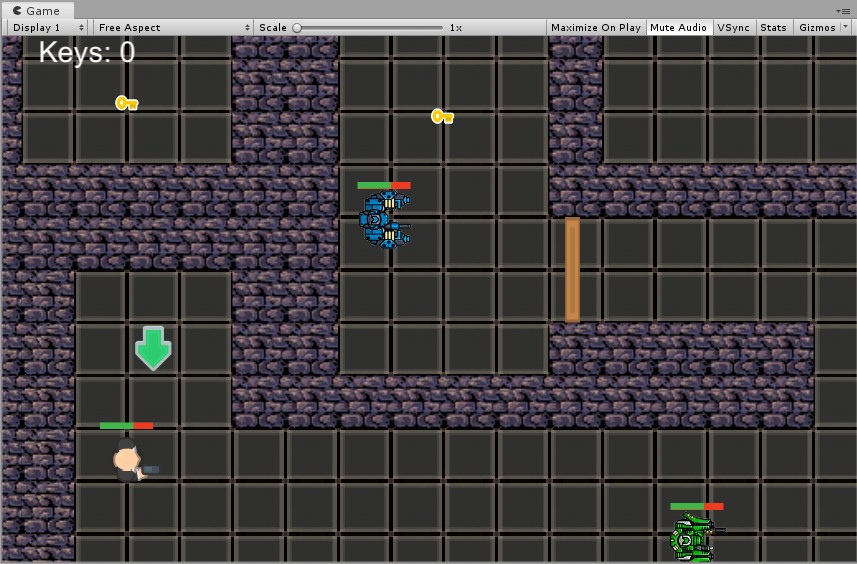 Game
Display 1 Free Aspect Scale 1x Maximize On Play Mute Audio VSync Stats Gizmos
Keys: 0